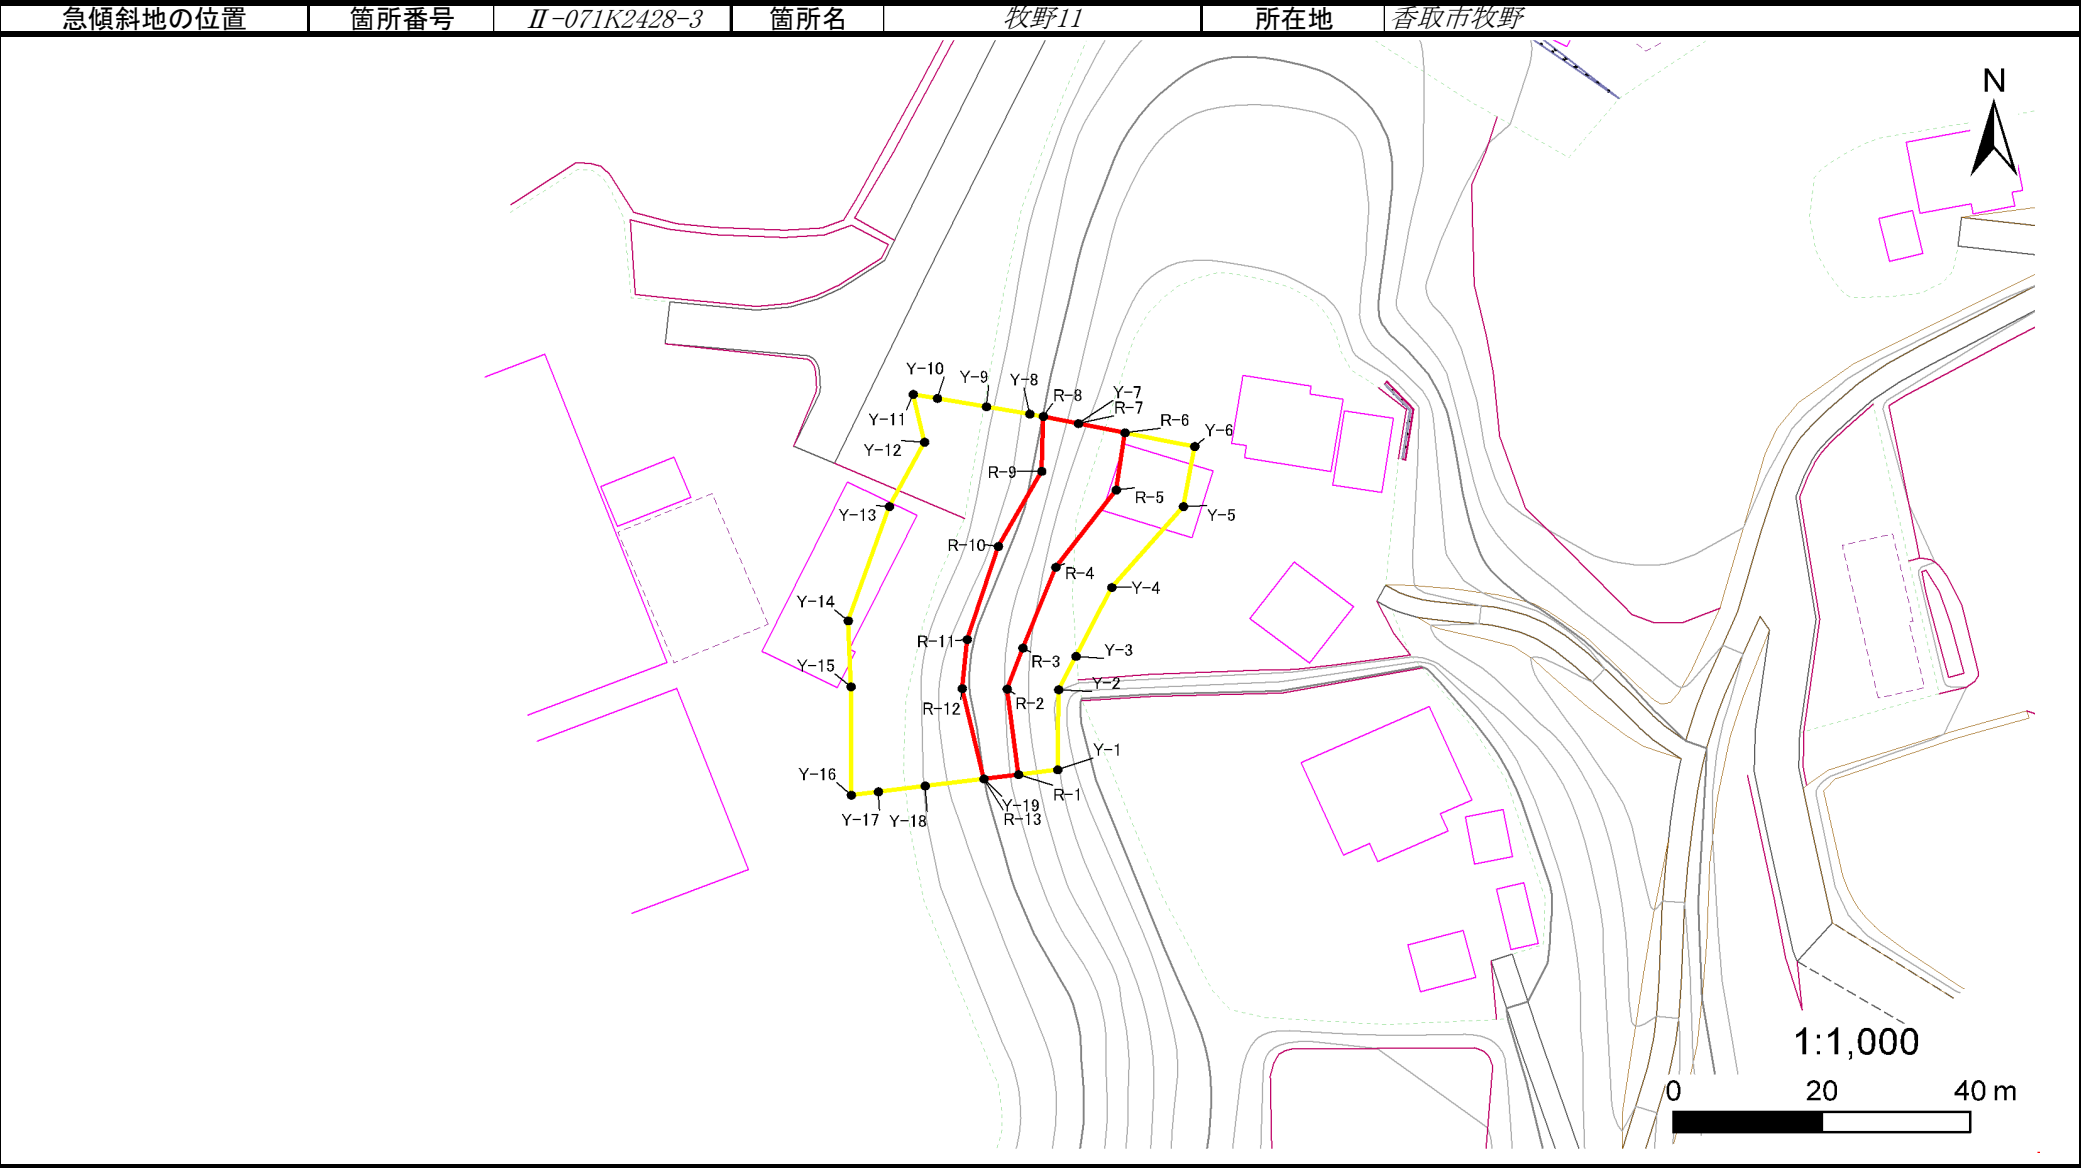 急傾斜地の位置 箇所番号 Ⅱ-071K2428-3 箇所名 牧野11 所在地 香取市牧野
N
Y-10
Y-9
Y-8
R-8
Y-7
R-7
R-6
Y-6
Y-11
Y-12
R-9
R-5
Y-5
Y-13
R-10
R-4
Y-4
Y-14
R-11
R-3
Y-3
Y-15
R-12
R-2
Y-2
Y-1
Y-16
Y-17
Y-18
Y-19
R-13
R-1
1:1,000
0 20 40 m